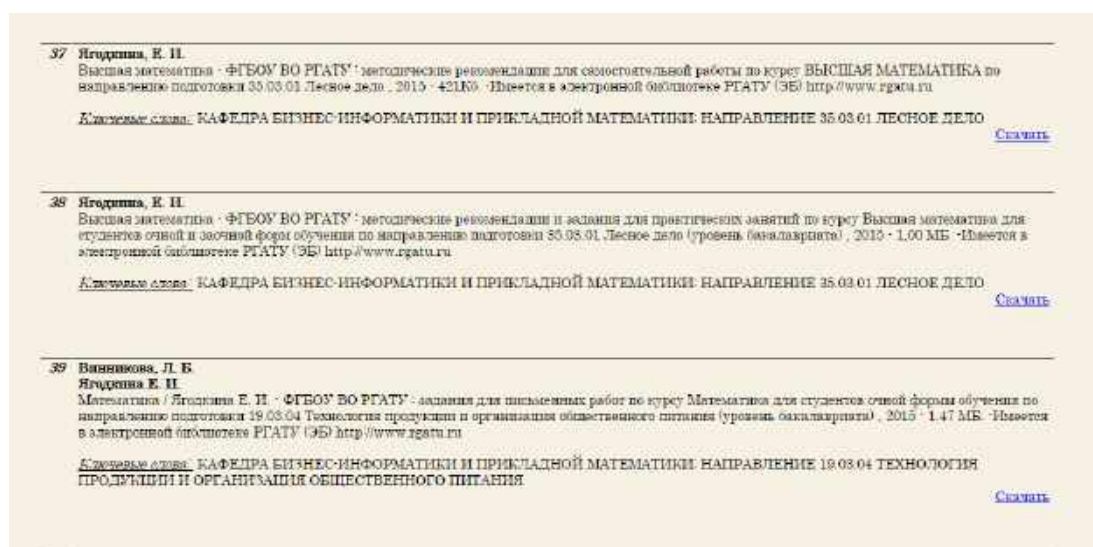 37 Ягодкина, Е. И.
Высшая математика - ФГБОУ ВО РГАТУ : методические рекомендации для самостоятельной работы по курсу ВЫСШАЯ МАТЕМАТИКА по
направлению подготовки 35.03.01 Лесное дело , 2015 - 421Кб. -Имеется в электронной библиотеке РГАТУ (ЭБ) http://www.rgatu.ru
Ключевые слова: КАФЕДРА БИЗНЕС-ИНФОРМАТИКИ И ПРИКЛАДНОЙ МАТЕМАТИКИ: НАПРАВЛЕНИЕ 35.03.01 ЛЕСНОЕ ДЕЛО
Скачать
38 Ягодкина, Е. И.
Высшая математика - ФГБОУ ВО РГАТУ : методические рекомендации и задания для практических занятий по курсу Высшая математика для
студентов очной и заочной форм обучения по направлению подготовки 35.03.01 Лесное дело (уровень бакалавриата) , 2015 - 1,00 МБ. -Имеется в
электронной библиотеке РГАТУ (ЭБ) http://www.rgatu.ru
Ключевые слова: КАФЕДРА БИЗНЕС-ИНФОРМАТИКИ И ПРИКЛАДНОЙ МАТЕМАТИКИ: НАПРАВЛЕНИЕ 35.03.01 ЛЕСНОЕ ДЕЛО
Скачать
39 Винникова, Л. Б.
Ягодкина Е. И.
Математика / Ягодкина Е. И. - ФГБОУ ВО РГАТУ : задания для письменных работ по курсу Математика для студентов очной формы обучения по
направлению подготовки 19.03.04 Технология продукции и организация общественного питания (уровень бакалавриата) , 2015 - 1.47 МБ. -Имеется
в электронной библиотеке РГАТУ (ЭБ) http://www.rgatu.ru
Ключевые слова: КАФЕДРА БИЗНЕС-ИНФОРМАТИКИ И ПРИКЛАДНОЙ МАТЕМАТИКИ: НАПРАВЛЕНИЕ 19.03.04 ТЕХНОЛОГИЯ
ПРОДУКЦИИ И ОРГАНИЗАЦИЯ ОБЩЕСТВЕННОГО ПИТАНИЯ
Скачать